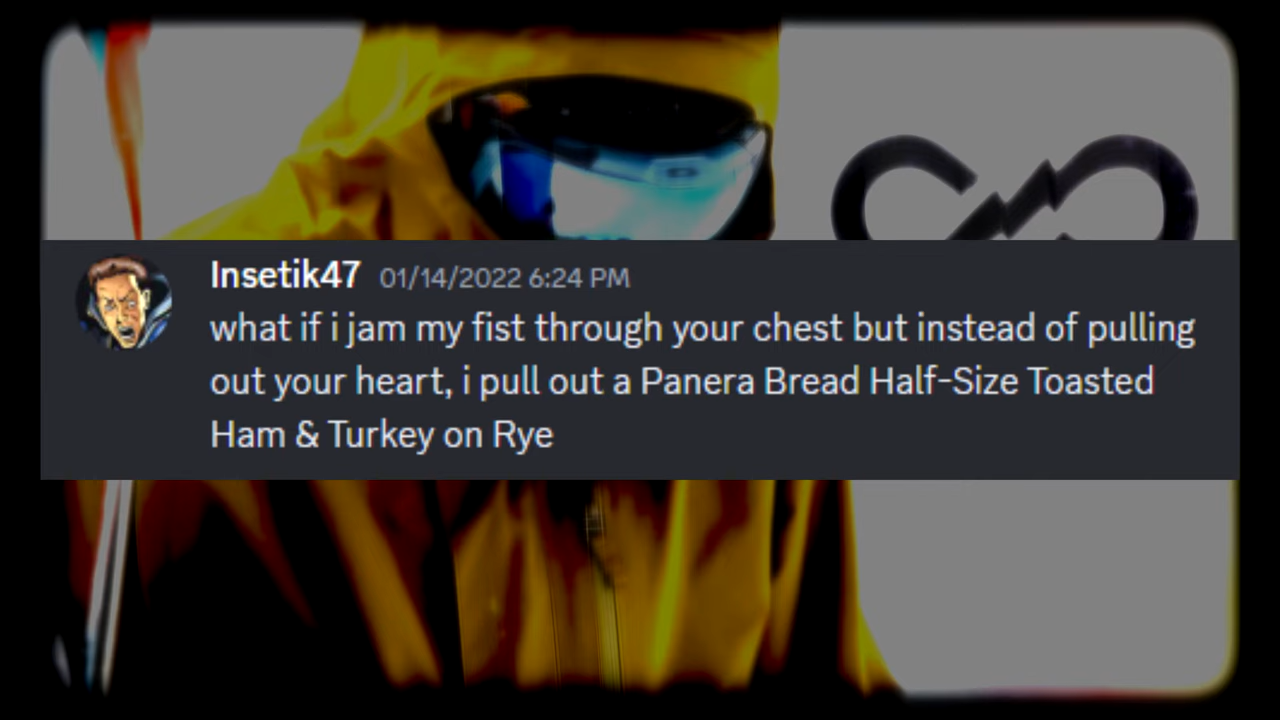 Insetik47 01/14/2022 6:24 PM
what if i jam my fist through your chest but instead of pulling
out your heart, i pull out a Panera Bread Half-Size Toasted
Ham & Turkey on Rye